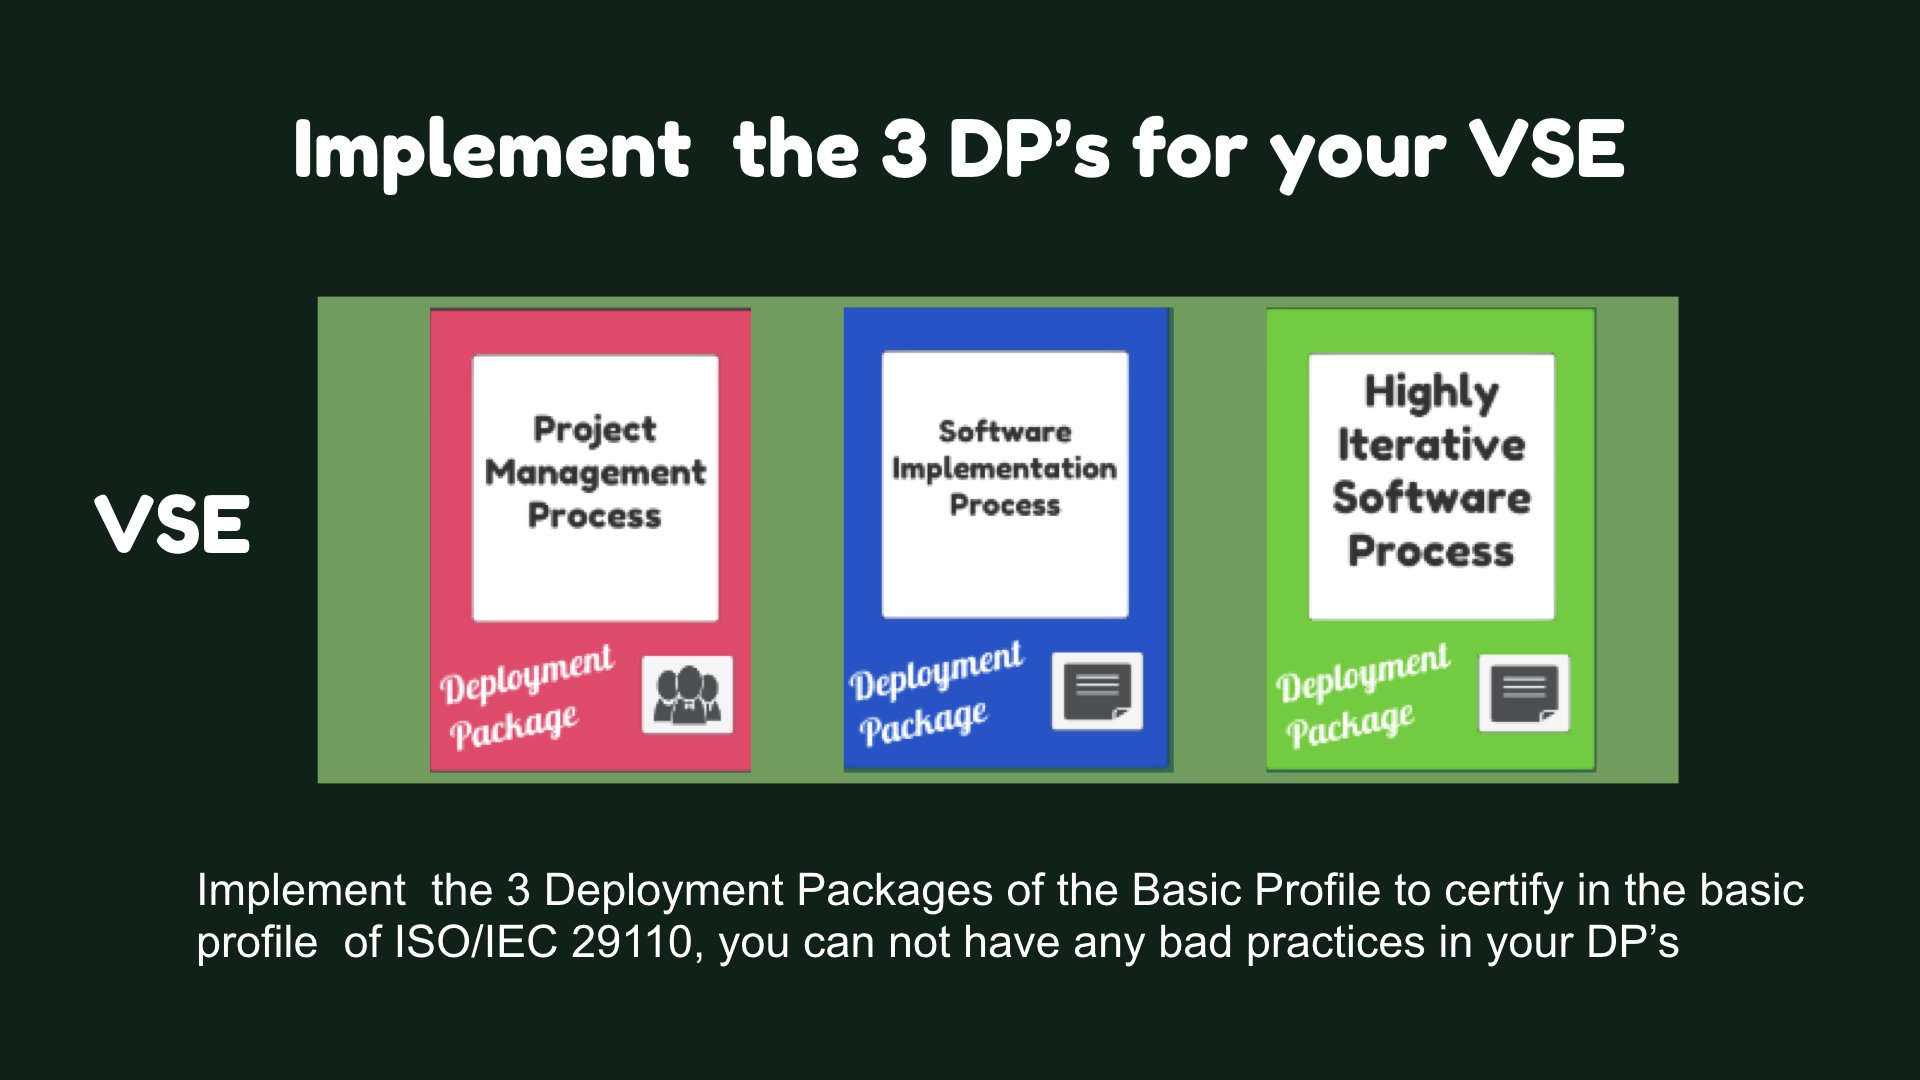 Implement  the 3 DP’s for your VSE
VSE
Project
Management
Process
Deployment
Package
Software
Implementation
Process
Deployment
Package
Highly
Iterative
Software
Process
Deployment
Package
Implement  the 3 Deployment Packages of the Basic Profile to certify in the basic
profile  of ISO/IEC 29110, you can not have any bad practices in your DP’s